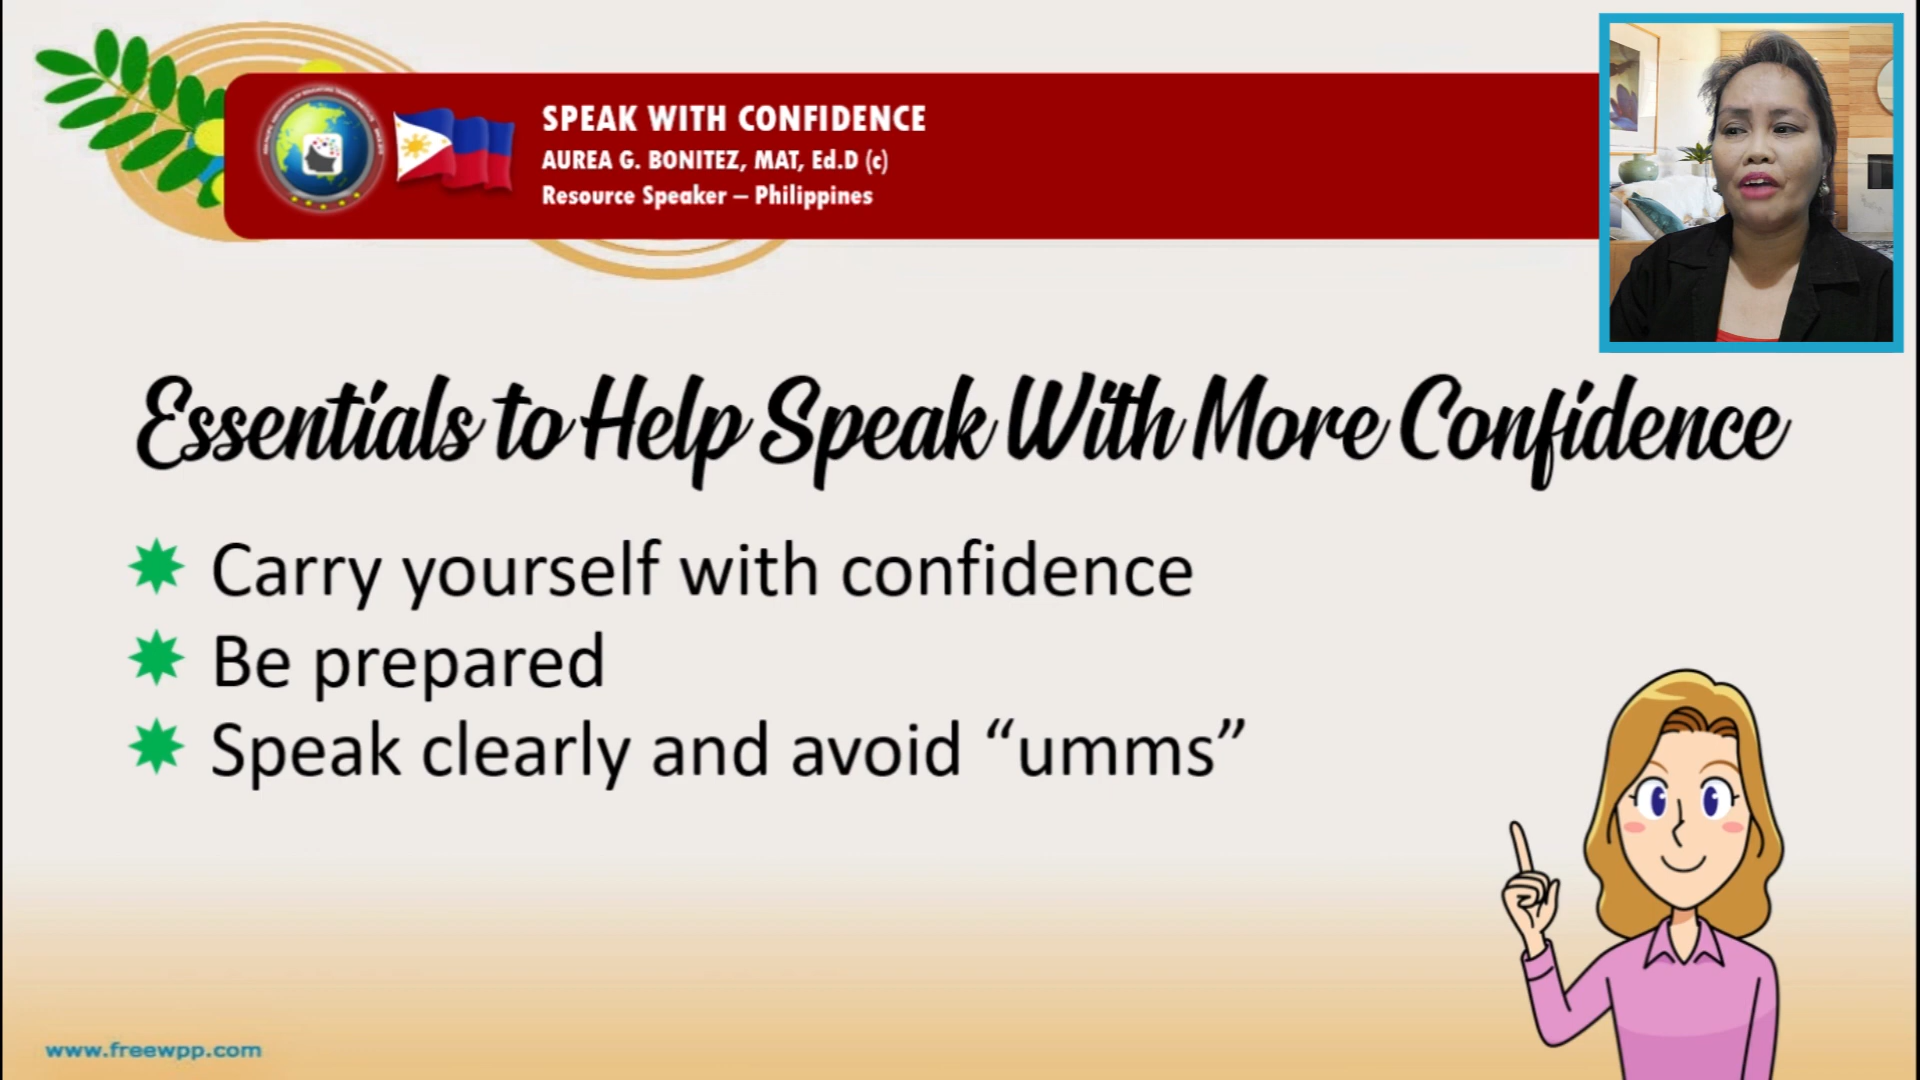 SPEAK WITH CONFIDENCE
AUREA G. BONITEZ, MAT, Ed.D (c)
Resource Speaker – Philippines
Essentials to Help Speak With More Confidence
Carry yourself with confidence
Be prepared
Speak clearly and avoid “umms”
www.freewpp.com